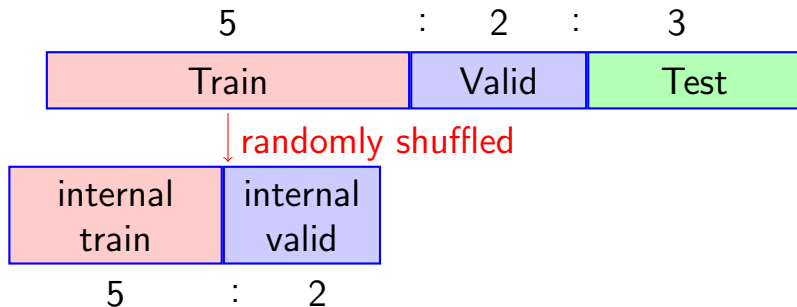 5 : 2 : 3
Train Valid Test
randomly shuffled
internal train internal valid
5 : 2